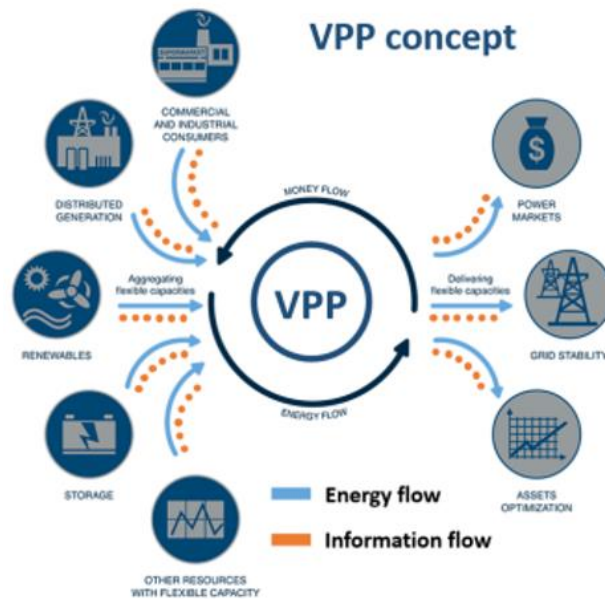 VPP concept
SUPERMARKET
COMMERCIAL
AND INDUSTRIAL
CONSUMERS
DISTRIBUTED
GENERATION
MONEY FLOW
$
POWER
MARKETS
Aggregating
flexible capacities
VPP
Delivering
flexible capacities
RENEWABLES
GRID STABILITY
ENERGY FLOW
STORAGE
ASSETS
OPTIMIZATION
Energy flow
Information flow
OTHER RESOURCES
WITH FLEXIBLE CAPACITY